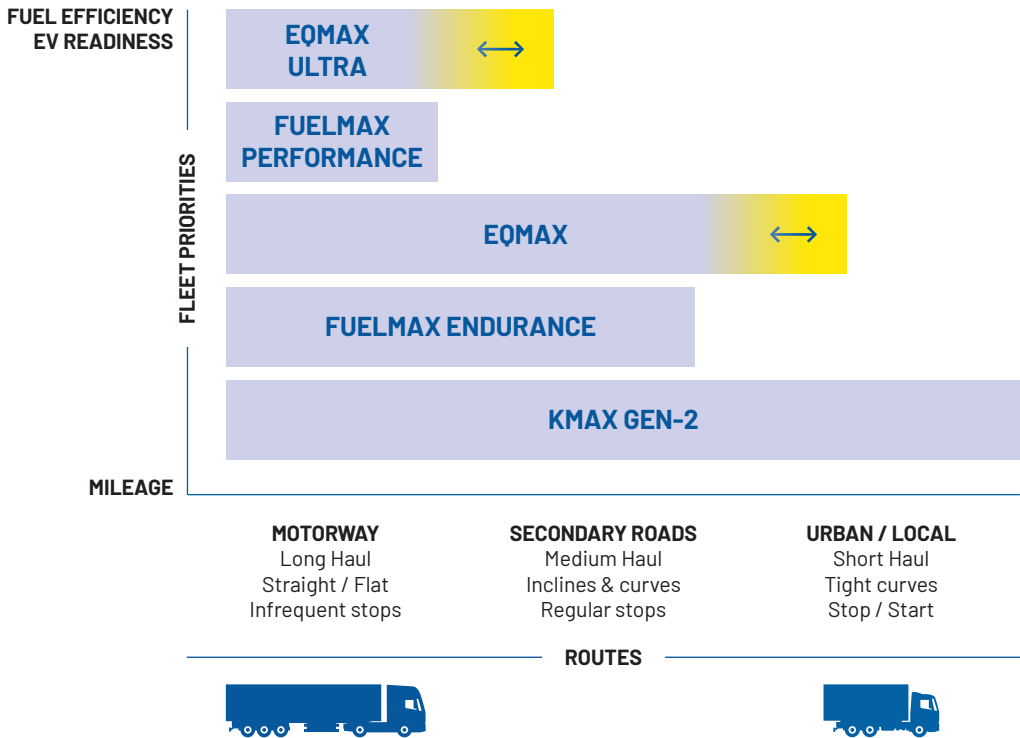 FUEL EFFICIENCY
EV READINESS
EQMAX
ULTRA
FUELMAX
PERFORMANCE
FLEET PRIORITIES
EQMAX
FUELMAX ENDURANCE
KMAX GEN-2
MILEAGE
MOTORWAY
Long Haul
Straight / Flat
Infrequent stops
SECONDARY ROADS
Medium Haul
Inclines & curves
Regular stops
URBAN / LOCAL
Short Haul
Tight curves
Stop / Start
ROUTES